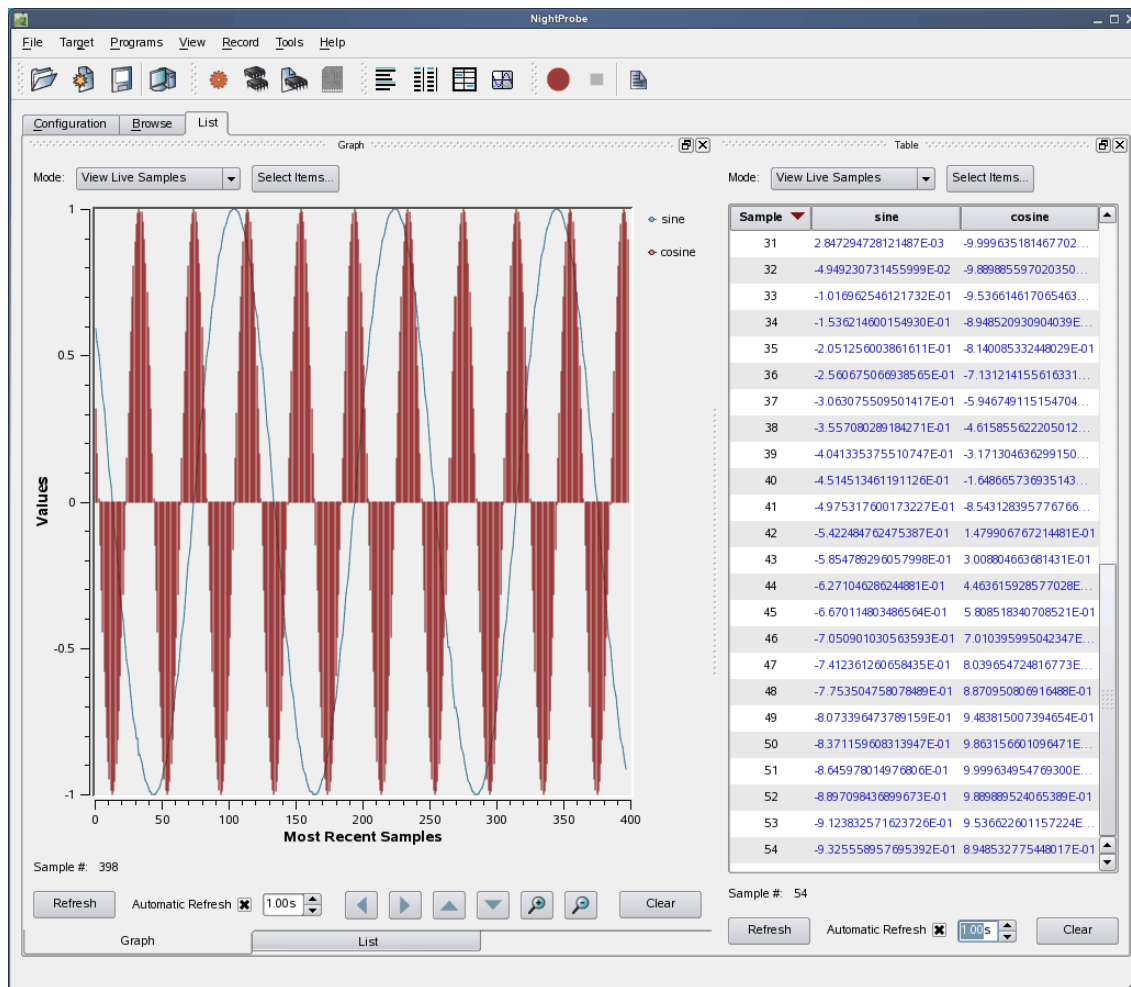 NightProbe
File Target Programs View Record Tools Help
Configuration Browse List
Graph
Mode: View Live Samples Select Items...
sine
cosine
1
0.5
0
-0.5
-1
Values
0 50 100 150 200 250 300 350 400
Most Recent Samples
Sample #: 398
Refresh Automatic Refresh 1.00s Clear
Graph List
Table
Mode: View Live Samples Select Items...
Sample sine cosine
31 2.847294728121487E-03 -9.999635181467702...
32 -4.949230731455999E-02 -9.889885597020350...
33 -1.016962546121732E-01 -9.536614617065463...
34 -1.536214600154930E-01 -8.948520930904039E...
35 -2.051256003861611E-01 -8.140085332448029E-01
36 -2.560675066938565E-01 -7.131214155616331...
37 -3.063075509501417E-01 -5.946749115154704...
38 -3.557080289184271E-01 -4.615855622205012...
39 -4.041335375510747E-01 -3.171304636299150...
40 -4.514513461191126E-01 -1.648665736935143...
41 -4.975317600173227E-01 -8.543128395776766...
42 -5.422484762475387E-01 1.479906767214481E-01
43 -5.854789296057998E-01 3.008804663681431E-01
44 -6.271046286244881E-01 4.463615928577028E...
45 -6.670114803486564E-01 5.808518340708521E-01
46 -7.050901030563593E-01 7.010395995042347E...
47 -7.412361260658435E-01 8.039654724816773E...
48 -7.753504758078489E-01 8.870950806916488E-01
49 -8.073396473789159E-01 9.483815007394654E-01
50 -8.371159608313947E-01 9.863156601096471E...
51 -8.645978014976806E-01 9.999634954769300E...
52 -8.897098436899673E-01 9.889889524065389E-01
53 -9.123832571623726E-01 9.536622601157224E...
54 -9.325558957695392E-01 8.948532775448017E-01
Sample #: 54
Refresh Automatic Refresh 1.00s Clear